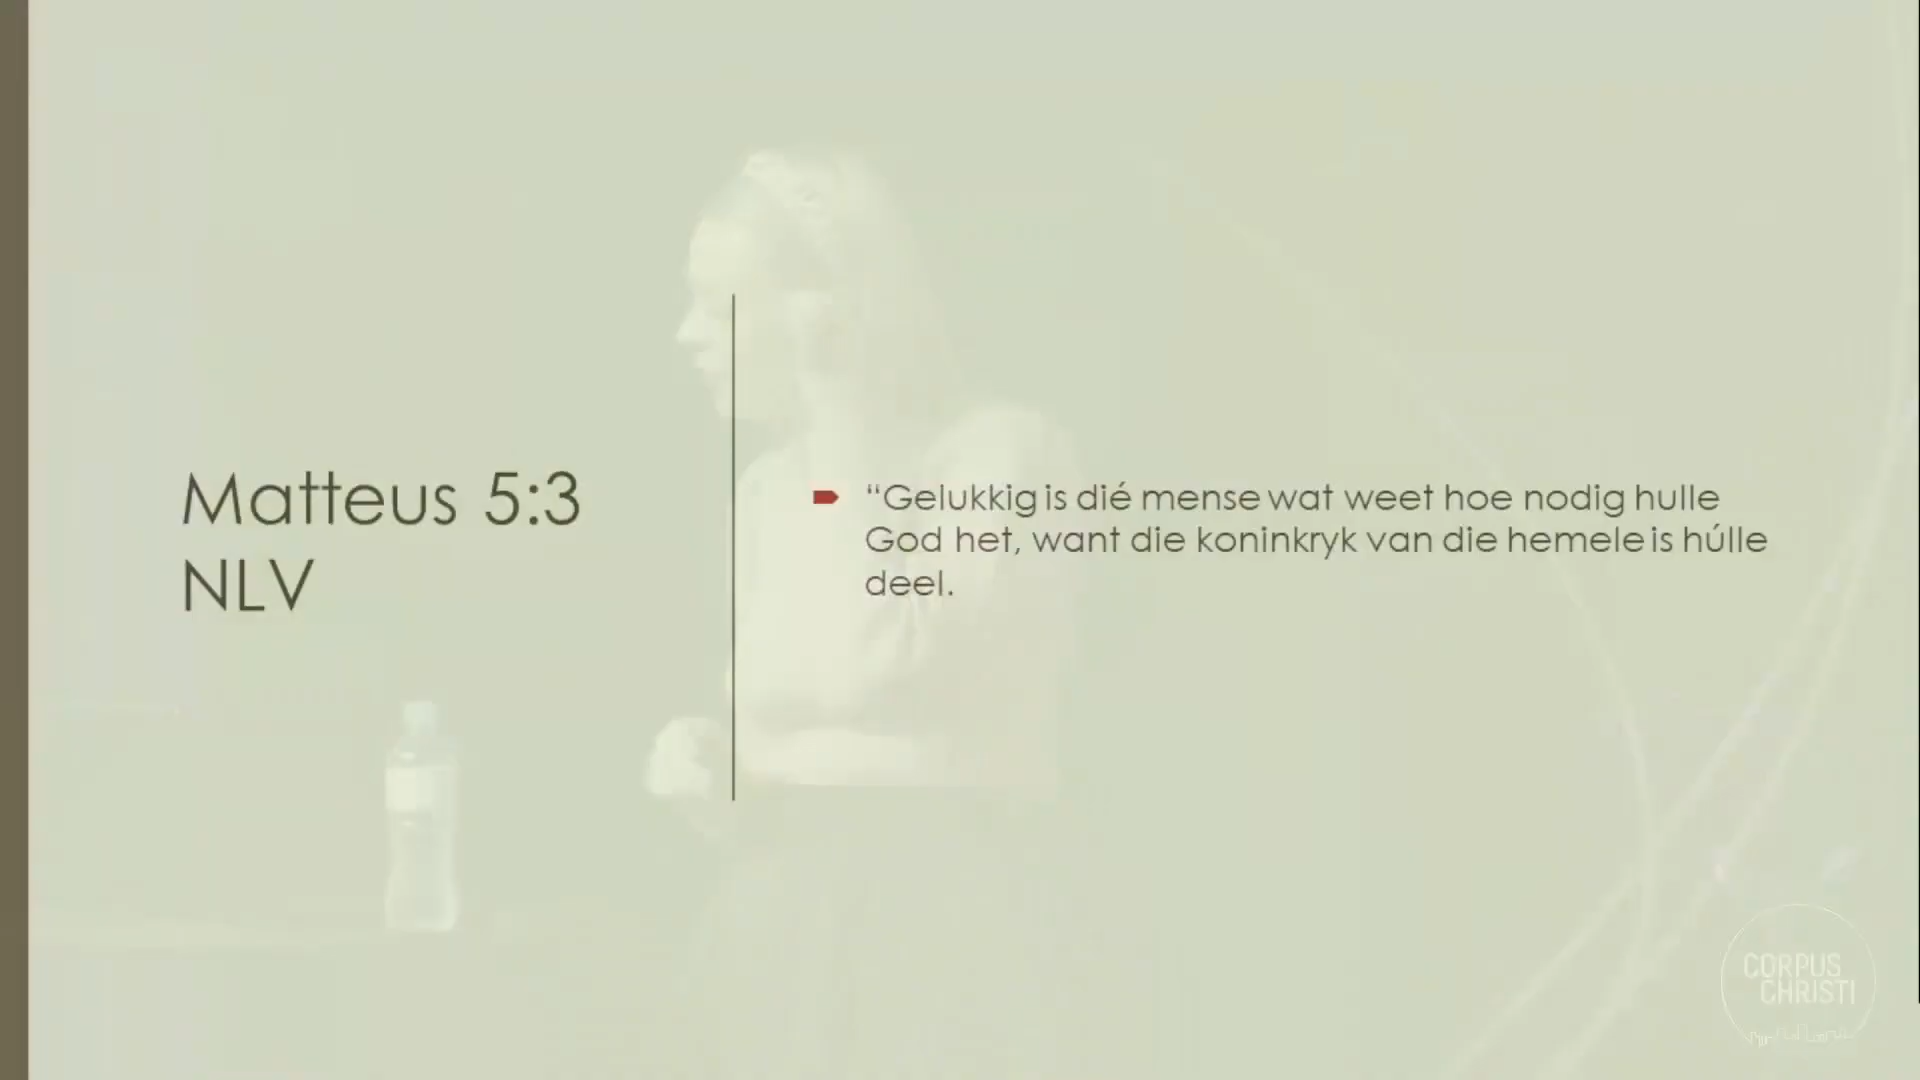 Matteus 5:3
NLV
“Gelukkig is dié mense wat weet hoe nodig hulle
God het, want die koninkryk van die hemele is húlle
deel.
CORPUS
CHRISTI